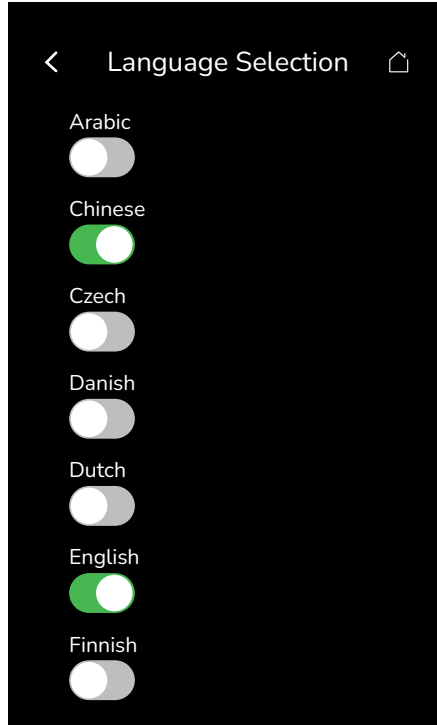 Language Selection
Arabic
Chinese
Czech
Danish
Dutch
English
Finnish